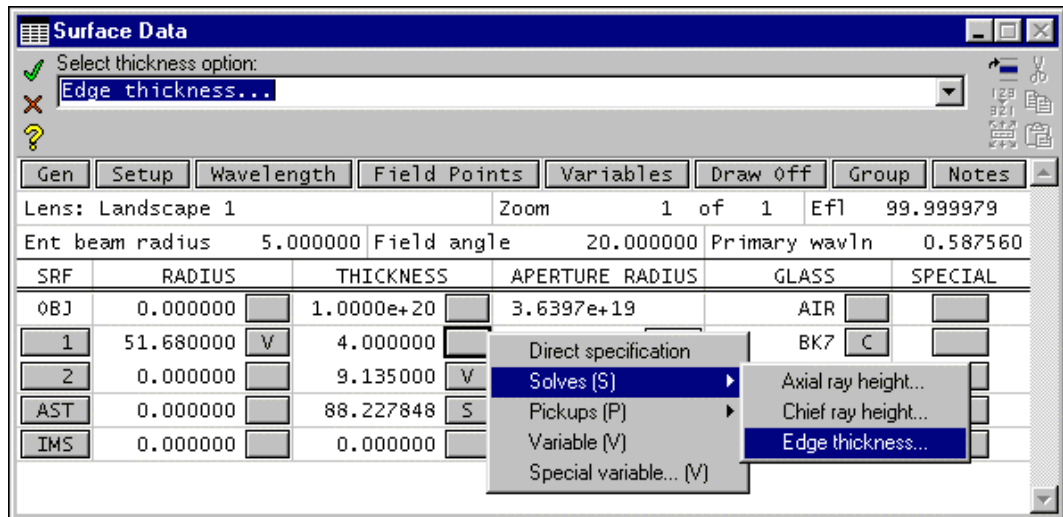 Surface Data
Select thickness option:
Edge thickness...
Gen Setup Wavelength Field Points Variables Draw Off Group Notes
Lens: Landscape 1 Zoom 1 of 1 Efl 99.999979
Ent beam radius 5.000000 Field angle 20.000000 Primary wavln 0.587560
SRF RADIUS THICKNESS APERTURE RADIUS GLASS SPECIAL
OBJ 0.000000 1.0000e+20 3.6397e+19 AIR
1 51.680000 V 4.000000 BK7 C
2 0.000000 9.135000 V
AST 0.000000 88.227848 S
IMS 0.000000 0.000000
Direct specification
Solves (S)
Pickups (P)
Variable (V)
Special variable... (V)
Axial ray height...
Chief ray height...
Edge thickness...